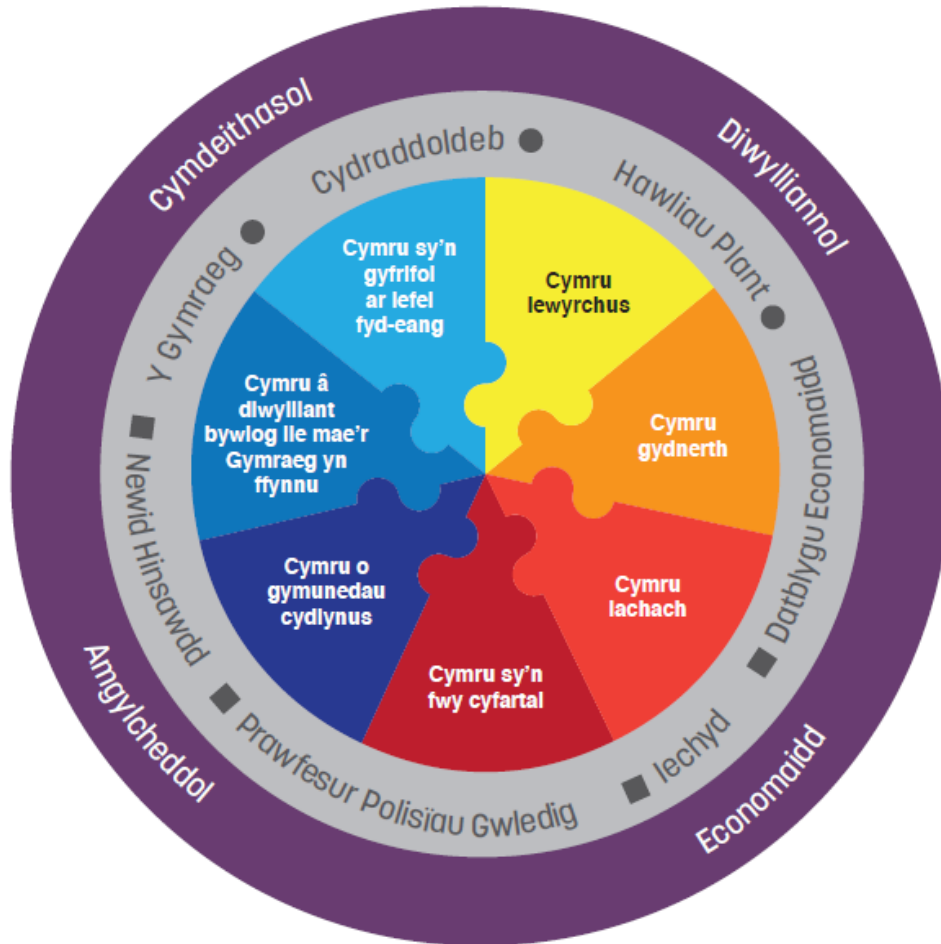 Cymdeithasol
Diwylliannol
Economaidd
Amgylcheddol
Cydraddoldeb ●
Hawliau Plant ●
Datblygu Economaidd
■ Iechyd
■ Prawfesur Polisïau Gwledig
■ Newid Hinsawdd
■ Y Gymraeg ●
Cymru sy'n
gyfrifol
ar lefel
fyd-eang
Cymru
lewyrchus
Cymru
gydnerth
Cymru
iachach
Cymru sy'n
fwy cyfartal
Cymru o
gymunedau
cydlynus
Cymru â
diwylliant
bywiog lle mae'r
Gymraeg yn
ffynnu